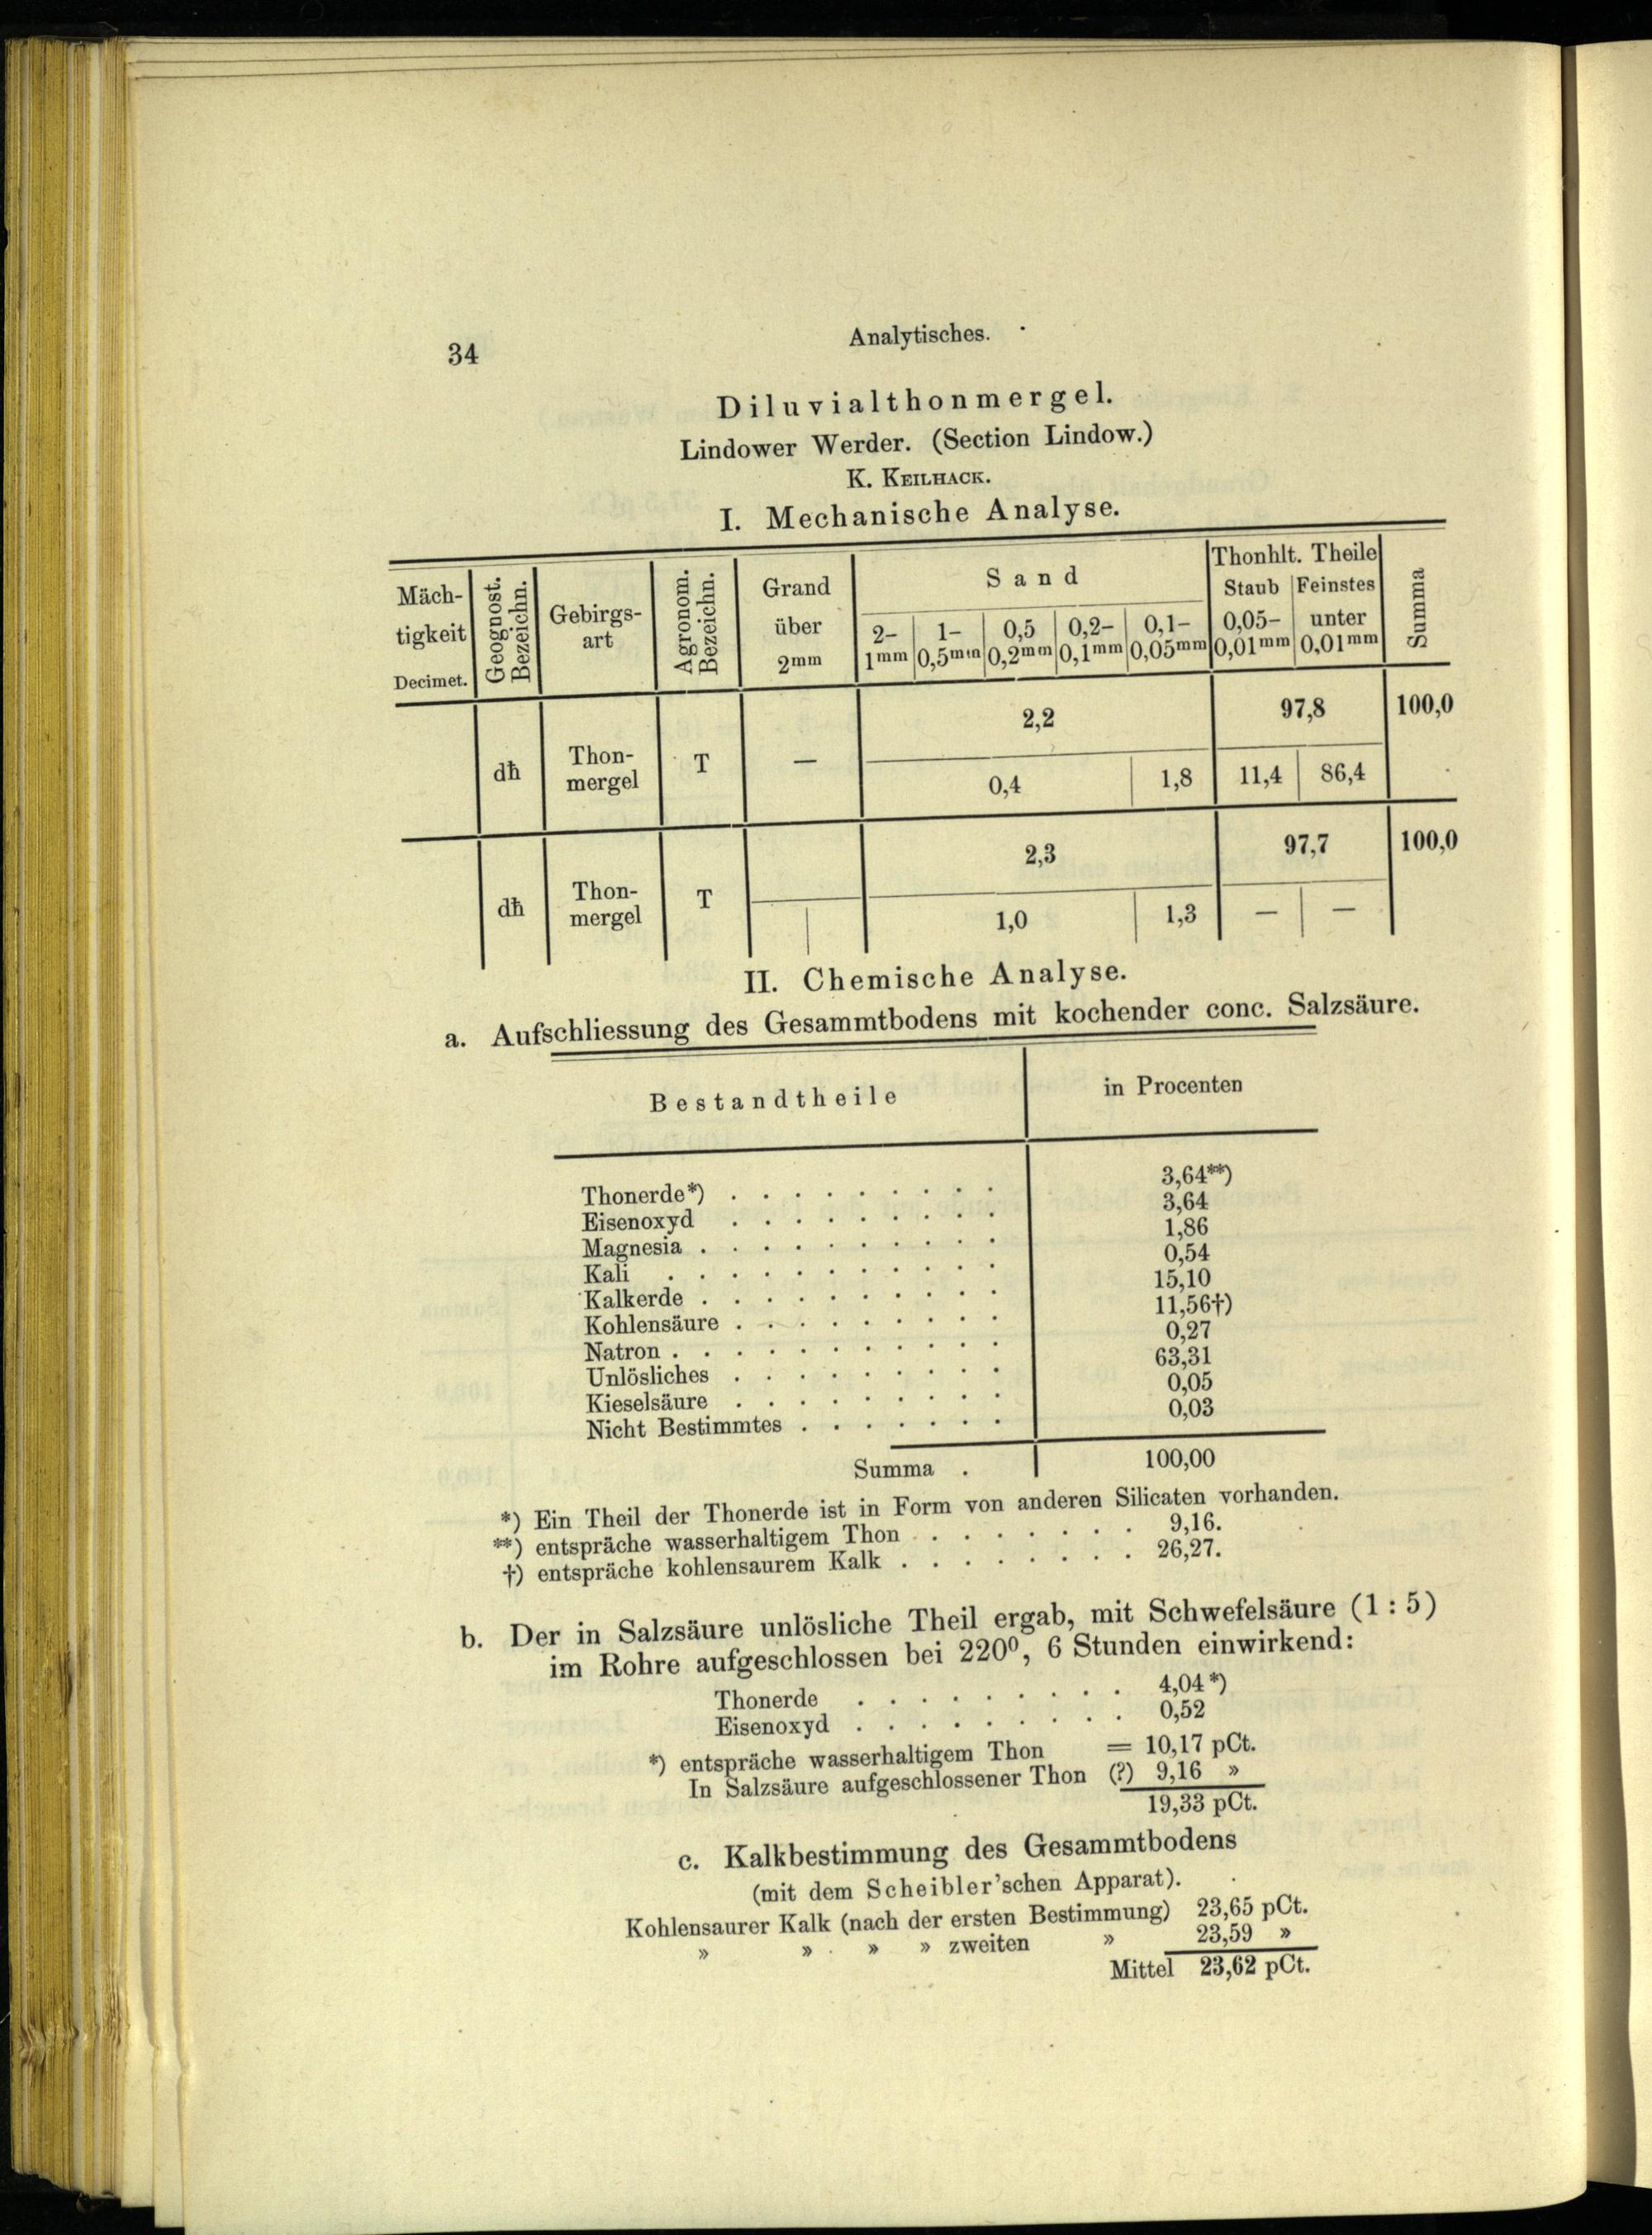 34
Analytisches.
Diluvialthonmergel.
Lindower Werder. (Section Lindow.)
K. KEILHACK.
I. Mechanische Analyse.
Mäch-
tigkeit
Decimet.
Geognost.
Bezeichn.
Gebirgs-
art
Agronom.
Bezeichn.
Grand
über
2mm
Sand
2-
1mm
1-
0,5mm
0,5
0,2mm
0,2-
0,1mm
0,1-
0,05mm
Thonhlt. Theile
Staub
0,05-
0,01mm
Feinstes
unter
0,01mm
Summa
2,2 97,8 100,0
dħ Thon-
mergel T — 0,4 1,8 11,4 86,4
2,3 97,7 100,0
dħ Thon-
mergel T 1,0 1,3 — —
II. Chemische Analyse.
a. Aufschliessung des Gesammtbodens mit kochender conc. Salzsäure.
Bestandtheile in Procenten
Thonerde*) . . . . . . . . . 3,64**)
Eisenoxyd . . . . . . . . . 3,64
Magnesia . . . . . . . . . . 1,86
Kali . . . . . . . . . . . 0,54
Kalkerde . . . . . . . . . . 15,10
Kohlensäure . . . . . . . . . 11,56†)
Natron . . . . . . . . . . . 0,27
Unlösliches . . . . . . . . . 63,31
Kieselsäure . . . . . . . . . 0,05
Nicht Bestimmtes . . . . . . . 0,03
Summa . 100,00
*) Ein Theil der Thonerde ist in Form von anderen Silicaten vorhanden.
**) entspräche wasserhaltigem Thon . . . . . . . 9,16.
†) entspräche kohlensaurem Kalk . . . . . . . . 26,27.
b. Der in Salzsäure unlösliche Theil ergab, mit Schwefelsäure (1 : 5)
im Rohre aufgeschlossen bei 220⁰, 6 Stunden einwirkend:
Thonerde . . . . . . . . . 4,04*)
Eisenoxyd . . . . . . . . . 0,52
*) entspräche wasserhaltigem Thon = 10,17 pCt.
In Salzsäure aufgeschlossener Thon (?) 9,16 »
19,33 pCt.
c. Kalkbestimmung des Gesammtbodens
(mit dem Scheibler'schen Apparat).
Kohlensaurer Kalk (nach der ersten Bestimmung) 23,65 pCt.
» » » » zweiten » 23,59 »
Mittel 23,62 pCt.